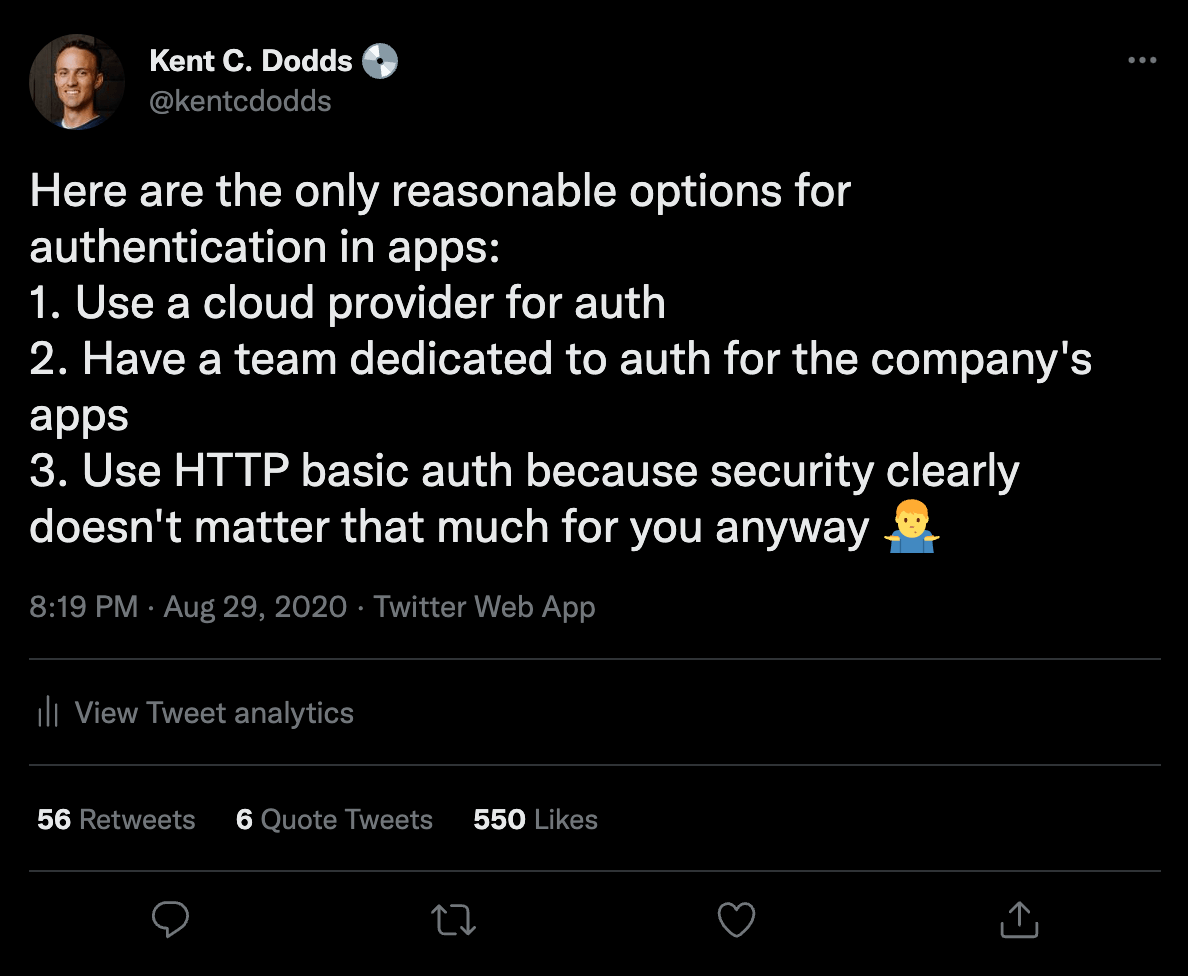 Kent C. Dodds 💿
@kentcdodds
Here are the only reasonable options for
authentication in apps:
1. Use a cloud provider for auth
2. Have a team dedicated to auth for the company's
apps
3. Use HTTP basic auth because security clearly
doesn't matter that much for you anyway 🤷‍♂️
8:19 PM · Aug 29, 2020 · Twitter Web App
View Tweet analytics
56 Retweets 6 Quote Tweets 550 Likes